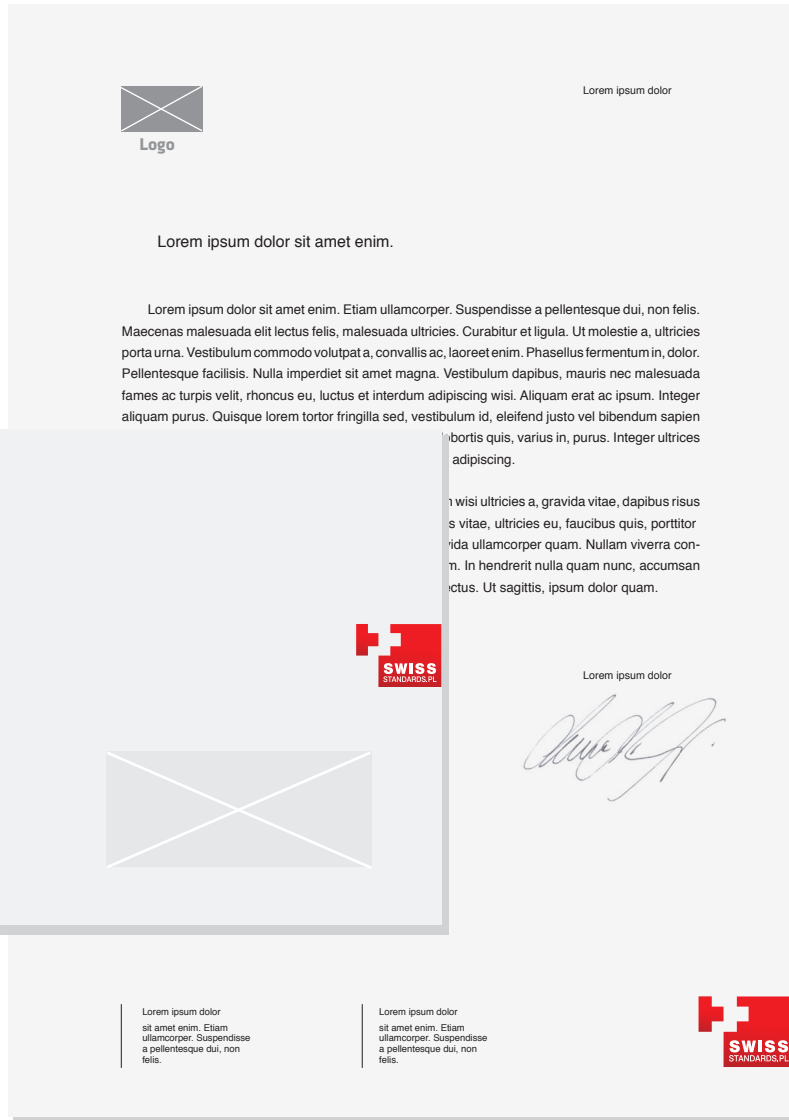 Lorem ipsum dolor
Logo
Lorem ipsum dolor sit amet enim.
Lorem ipsum dolor sit amet enim. Etiam ullamcorper. Suspendisse a pellentesque dui, non felis.
Maecenas malesuada elit lectus felis, malesuada ultricies. Curabitur et ligula. Ut molestie a, ultricies
porta urna. Vestibulum commodo volutpat a, convallis ac, laoreet enim. Phasellus fermentum in, dolor.
Pellentesque facilisis. Nulla imperdiet sit amet magna. Vestibulum dapibus, mauris nec malesuada
fames ac turpis velit, rhoncus eu, luctus et interdum adipiscing wisi. Aliquam erat ac ipsum. Integer
aliquam purus. Quisque lorem tortor fringilla sed, vestibulum id, eleifend justo vel bibendum sapien
quis, varius in, purus. Integer ultrices
adipiscing.
wisi ultricies a, gravida vitae, dapibus risus
vitae, ultricies eu, faucibus quis, porttitor
ullamcorper quam. Nullam viverra con-
In hendrerit nulla quam nunc, accumsan
Ut sagittis, ipsum dolor quam.
SWISS
STANDARDS.PL
Lorem ipsum dolor
Lorem ipsum dolor
sit amet enim. Etiam
ullamcorper. Suspendisse
a pellentesque dui, non
felis.
Lorem ipsum dolor
sit amet enim. Etiam
ullamcorper. Suspendisse
a pellentesque dui, non
felis.
SWISS
STANDARDS.PL